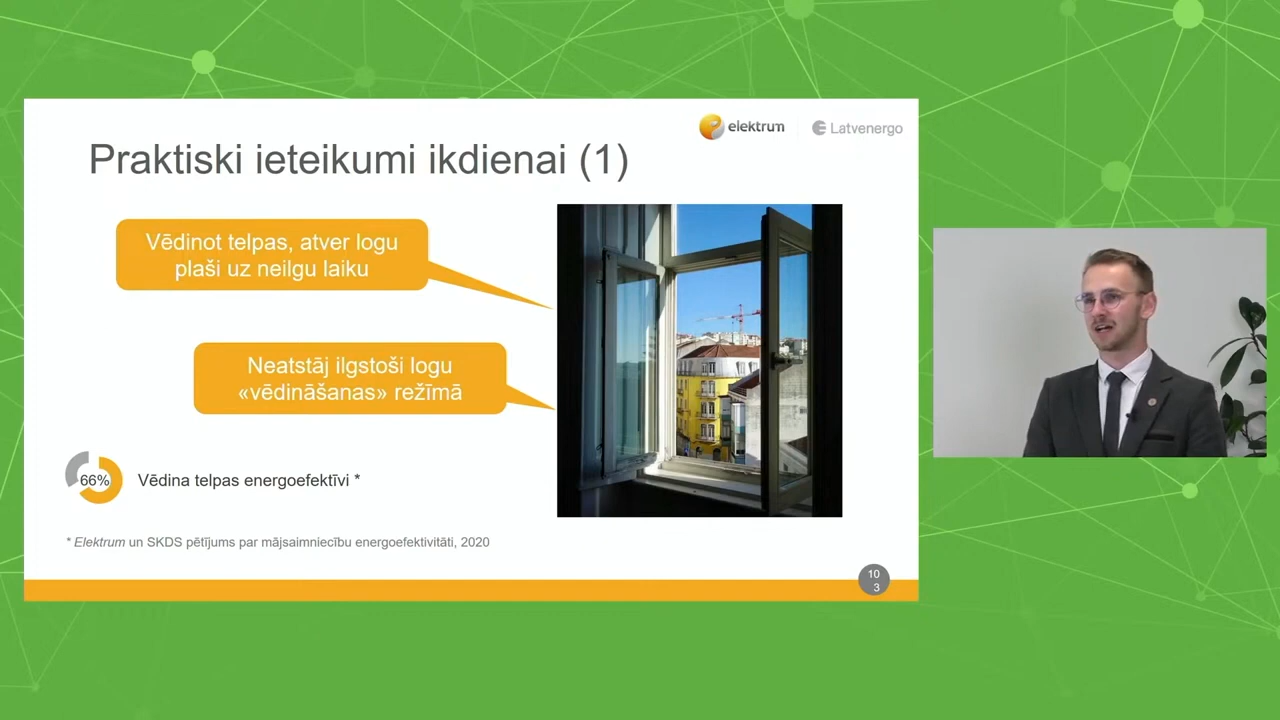 elektrum
Latvenergo
Praktiski ieteikumi ikdienai (1)
Vēdinot telpas, atver logu
plaši uz neilgu laiku
Neatstāj ilgstoši logu
«vēdināšanas» režīmā
66%
Vēdina telpas energoefektīvi *
* Elektrum un SKDS pētījums par mājsaimniecību energoefektivitāti, 2020
10
3